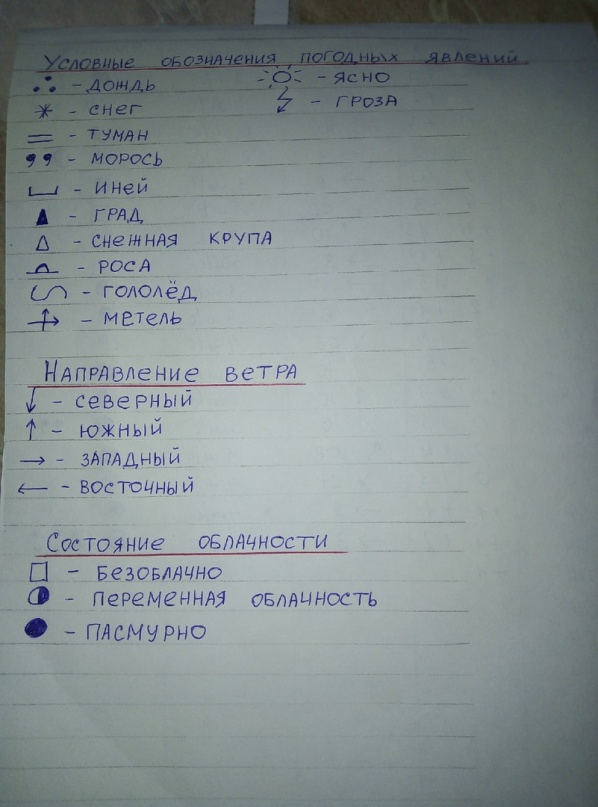 Условные обозначения погодных явлений
- дождь - ясно
- снег - гроза
- туман
- морось
- иней
- град
- снежная крупа
- роса
- гололёд
- метель
Направление ветра
↓ - северный
↑ - южный
→ - западный
← - восточный
Состояние облачности
- безоблачно
- переменная облачность
- пасмурно